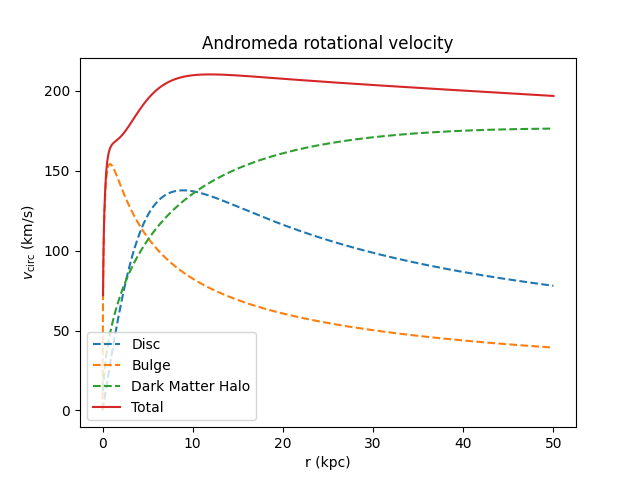 Andromeda rotational velocity
200
150
100
50
0
v_circ (km/s)
Disc
Bulge
Dark Matter Halo
Total
0 10 20 30 40 50
r (kpc)